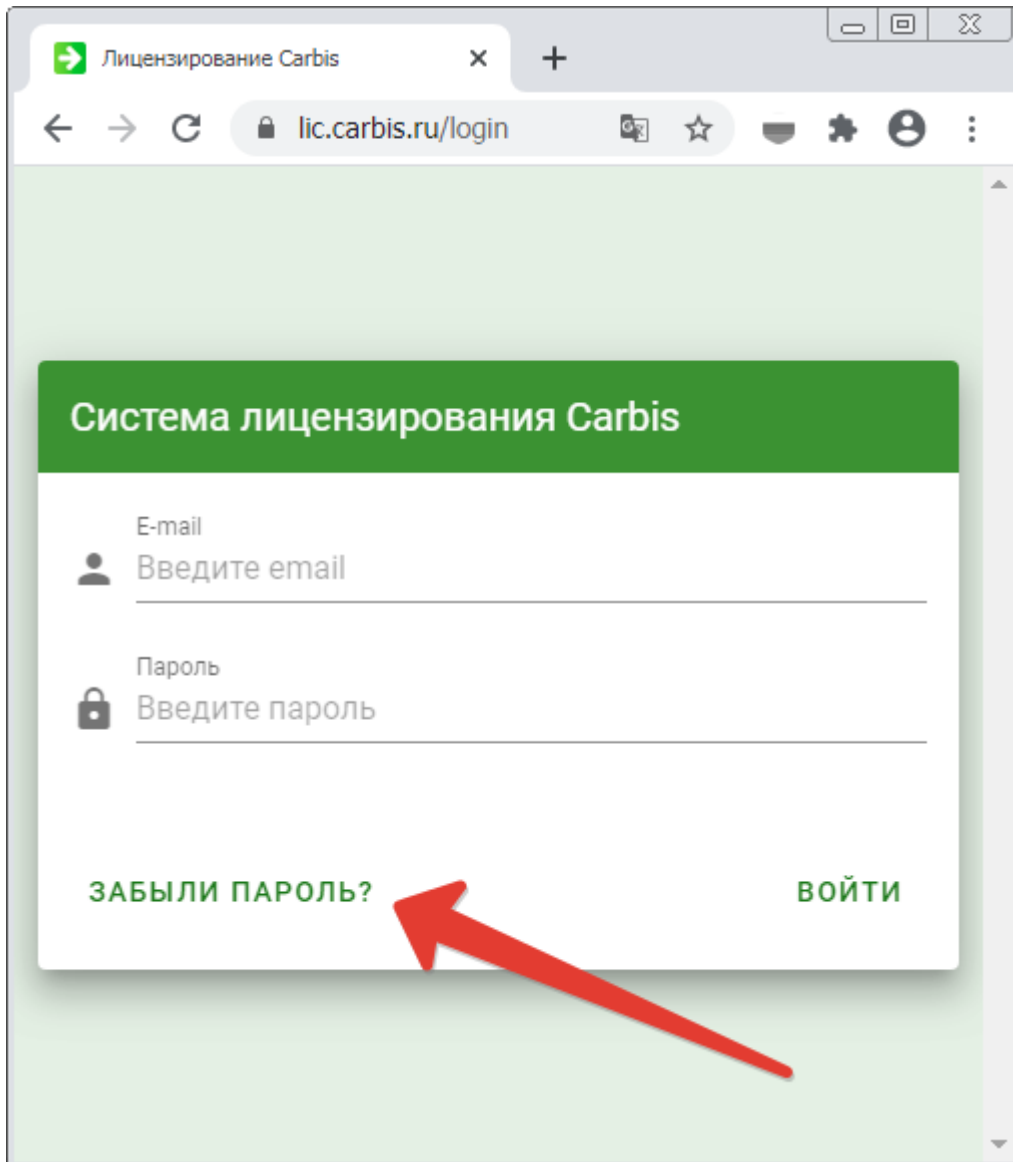 Лицензирование Carbis
lic.carbis.ru/login
Система лицензирования Carbis
E-mail
Введите email
Пароль
Введите пароль
ЗАБЫЛИ ПАРОЛЬ? ВОЙТИ